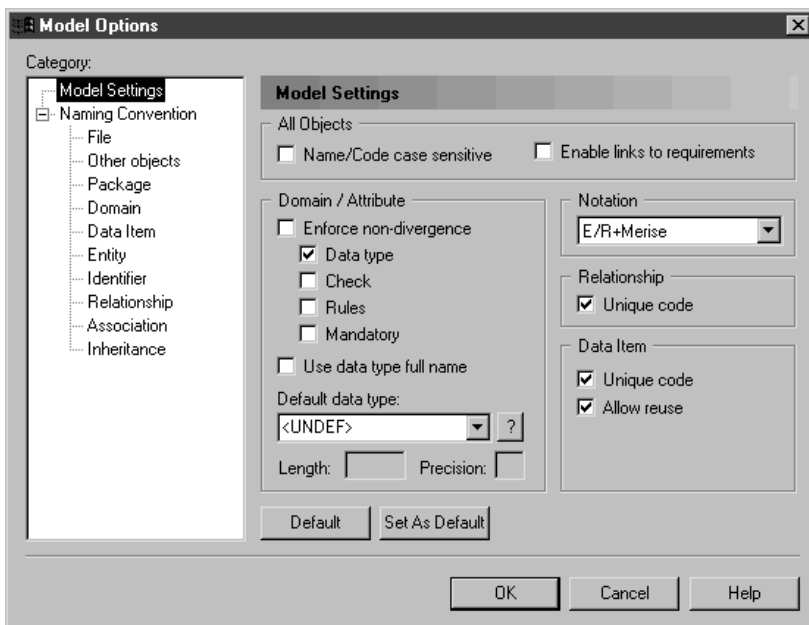 Model Options
Category:
Model Settings
Naming Convention
File
Other objects
Package
Domain
Data Item
Entity
Identifier
Relationship
Association
Inheritance
Model Settings
All Objects
Name/Code case sensitive
Enable links to requirements
Domain / Attribute
Enforce non-divergence
Data type
Check
Rules
Mandatory
Use data type full name
Default data type:
<UNDEF>
?
Length:
Precision:
Notation
E/R+Merise
Relationship
Unique code
Data Item
Unique code
Allow reuse
Default
Set As Default
OK
Cancel
Help